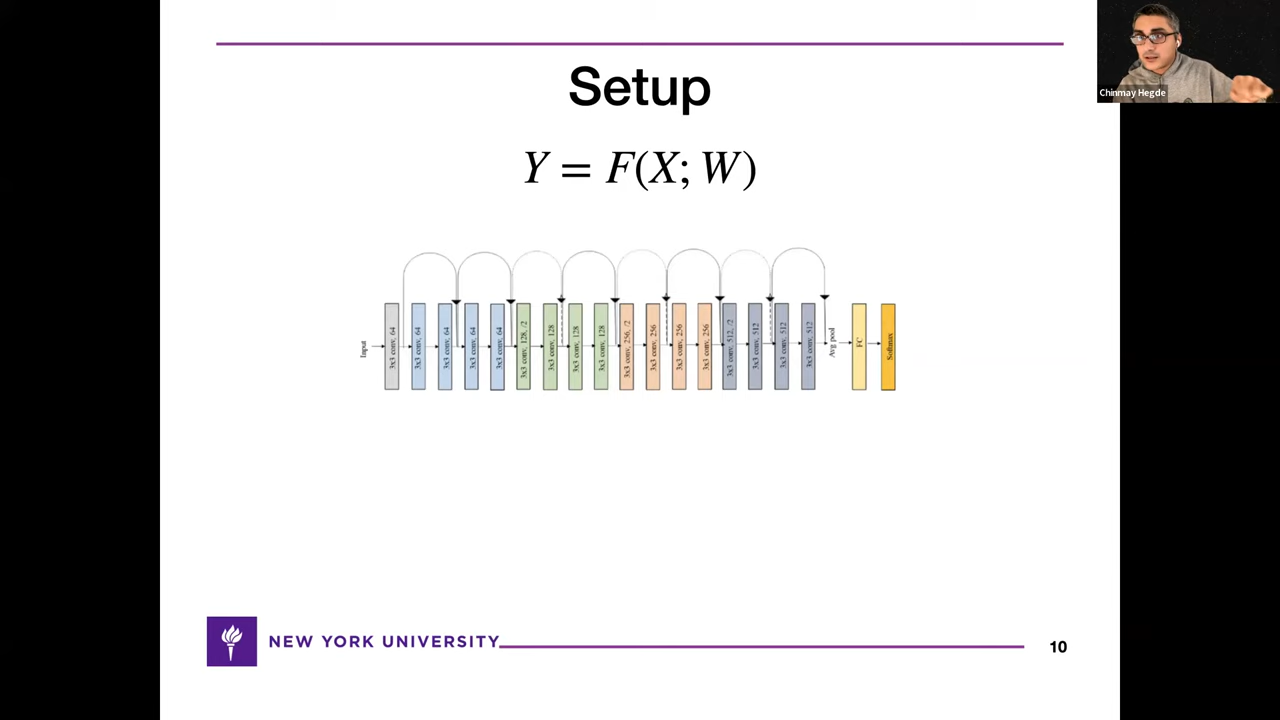 Chinmay Hegde
Setup
Y = F(X; W)
Input
3x3 conv, 64
3x3 conv, 64
3x3 conv, 64
3x3 conv, 64
3x3 conv, 64
3x3 conv, 128, /2
3x3 conv, 128
3x3 conv, 128
3x3 conv, 128
3x3 conv, 256, /2
3x3 conv, 256
3x3 conv, 256
3x3 conv, 256
3x3 conv, 512, /2
3x3 conv, 512
3x3 conv, 512
3x3 conv, 512
Avg pool
FC
Softmax
NEW YORK UNIVERSITY
10